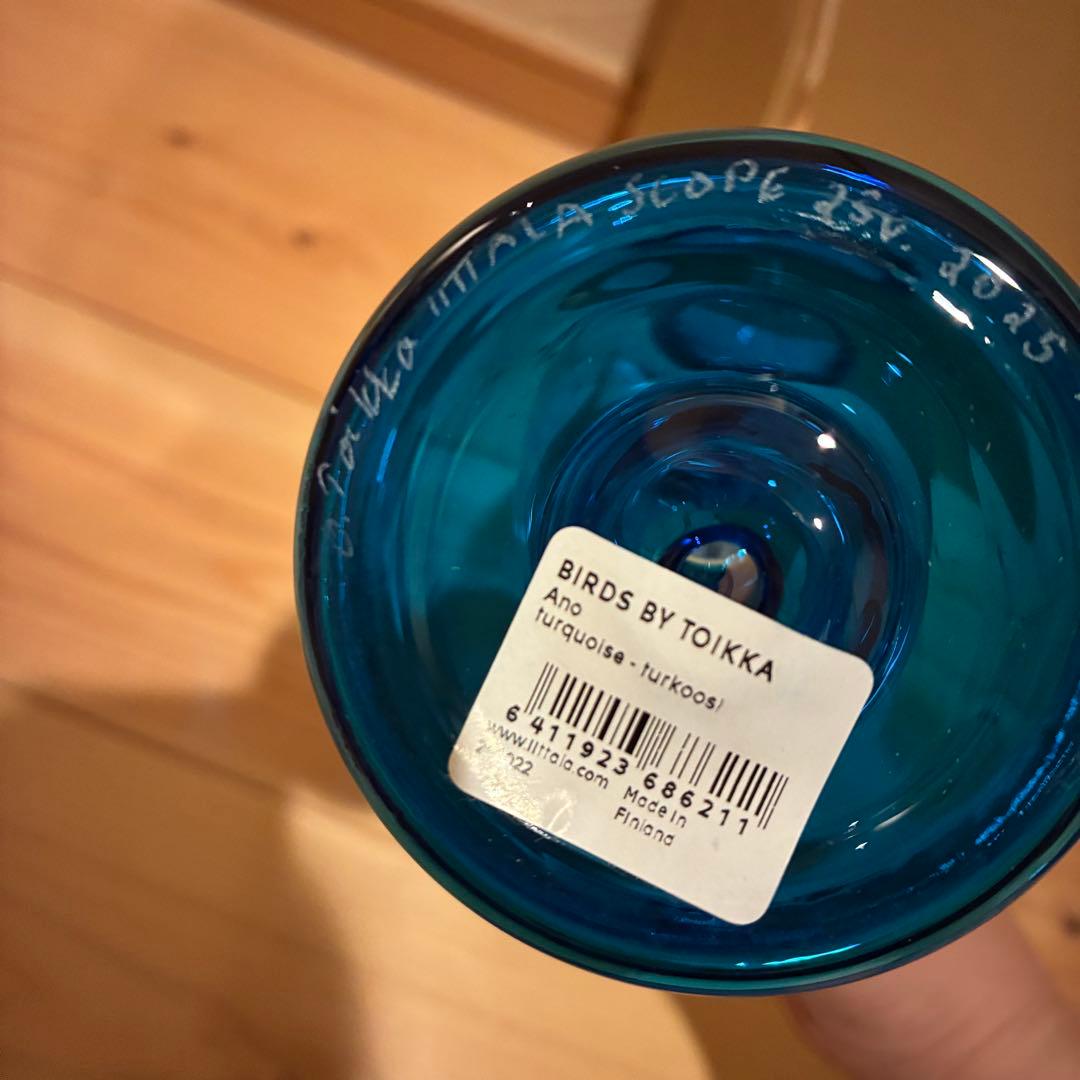 O.Toikka IITTALA SCOPE 25v. 2025
BIRDS BY TOIKKA
Ano
turquoise - turkoosi
6 411923 686211
www.iittala.com
Made in
Finland